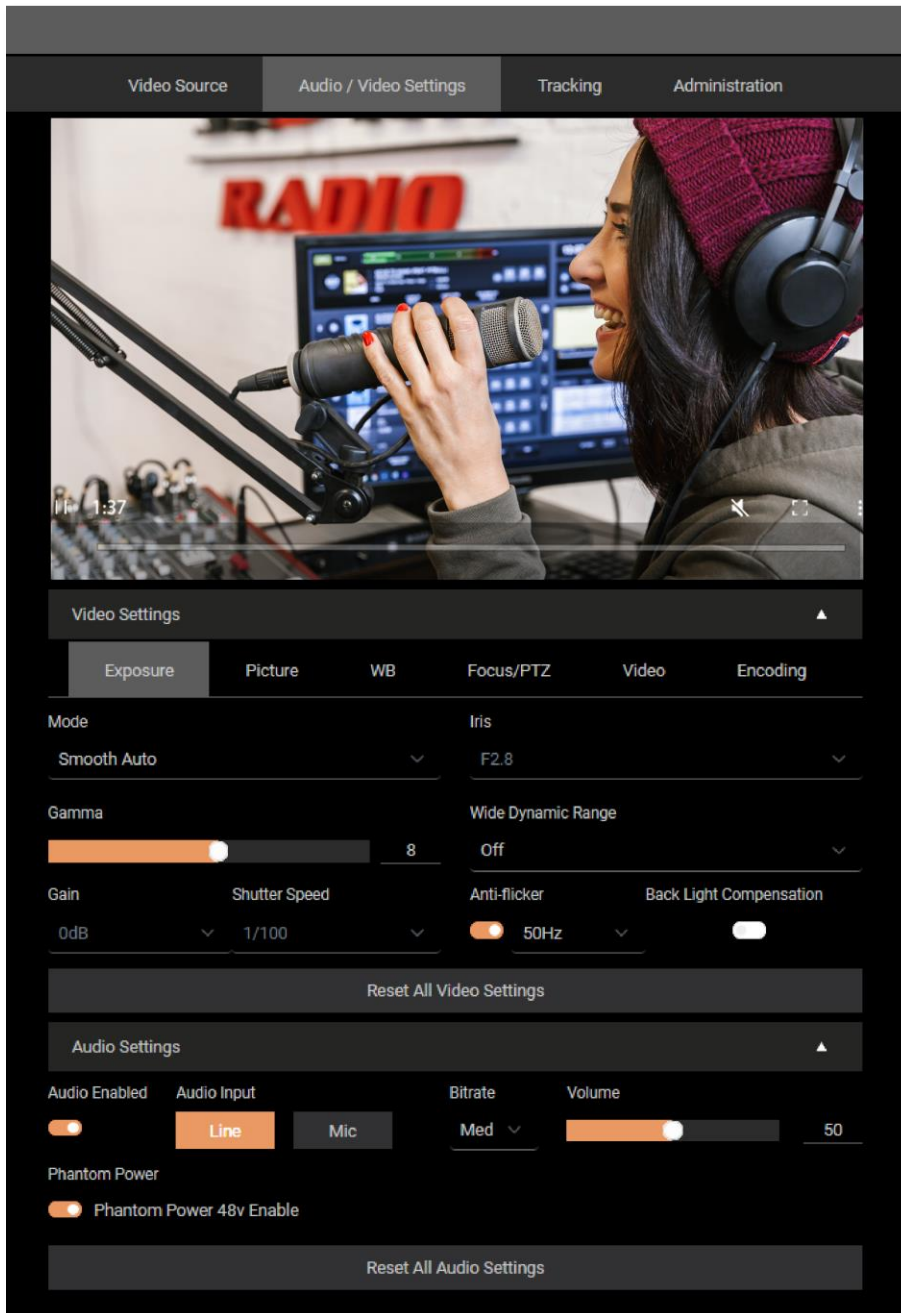 Video Source Audio / Video Settings Tracking Administration
RADIO
1:37
Video Settings
Exposure Picture WB Focus/PTZ Video Encoding
Mode Iris
Smooth Auto F2.8
Gamma Wide Dynamic Range
8 Off
Gain Shutter Speed Anti-flicker Back Light Compensation
0dB 1/100 50Hz
Reset All Video Settings
Audio Settings
Audio Enabled Audio Input Bitrate Volume
Line Mic Med 50
Phantom Power
Phantom Power 48v Enable
Reset All Audio Settings